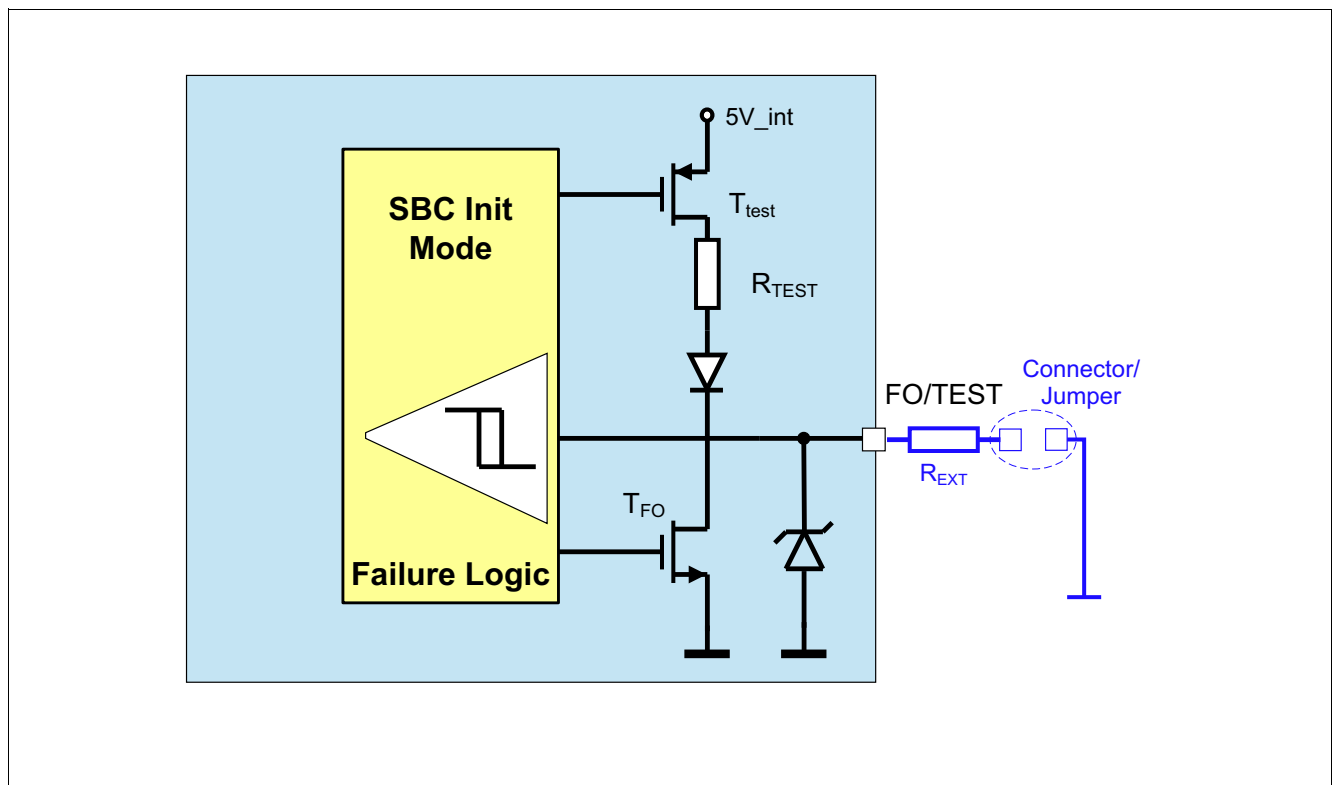 5V_int
SBC Init
Mode
Ttest
RTEST
Connector/
Jumper
FO/TEST
REXT
TFO
Failure Logic